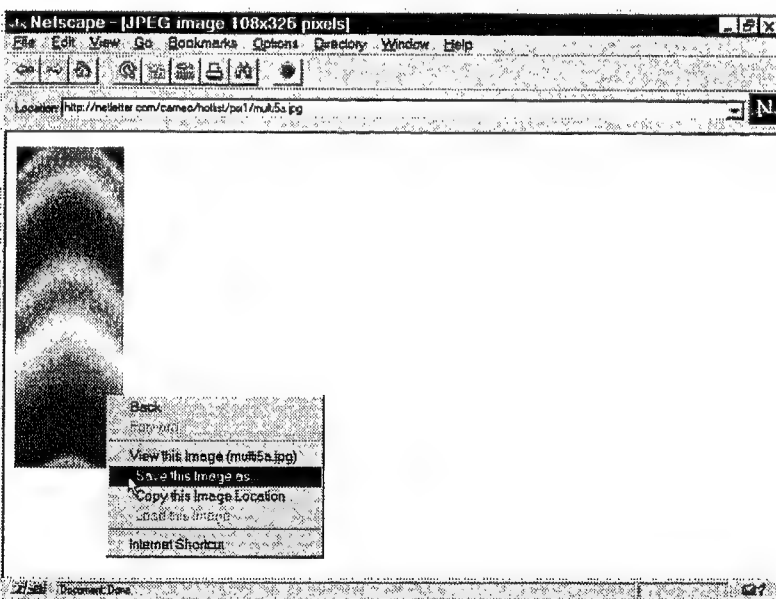 Netscape - [JPEG image 108x326 pixels]
File Edit View Go Bookmarks Options Directory Window Help
Location: http://netletter.com/cameo/hotlist/par1/multi5a.jpg
N
Back
Forward
View this Image (multi5a.jpg)
Save this Image as...
Copy this Image Location
Load this Image
Internet Shortcut
Document: Done